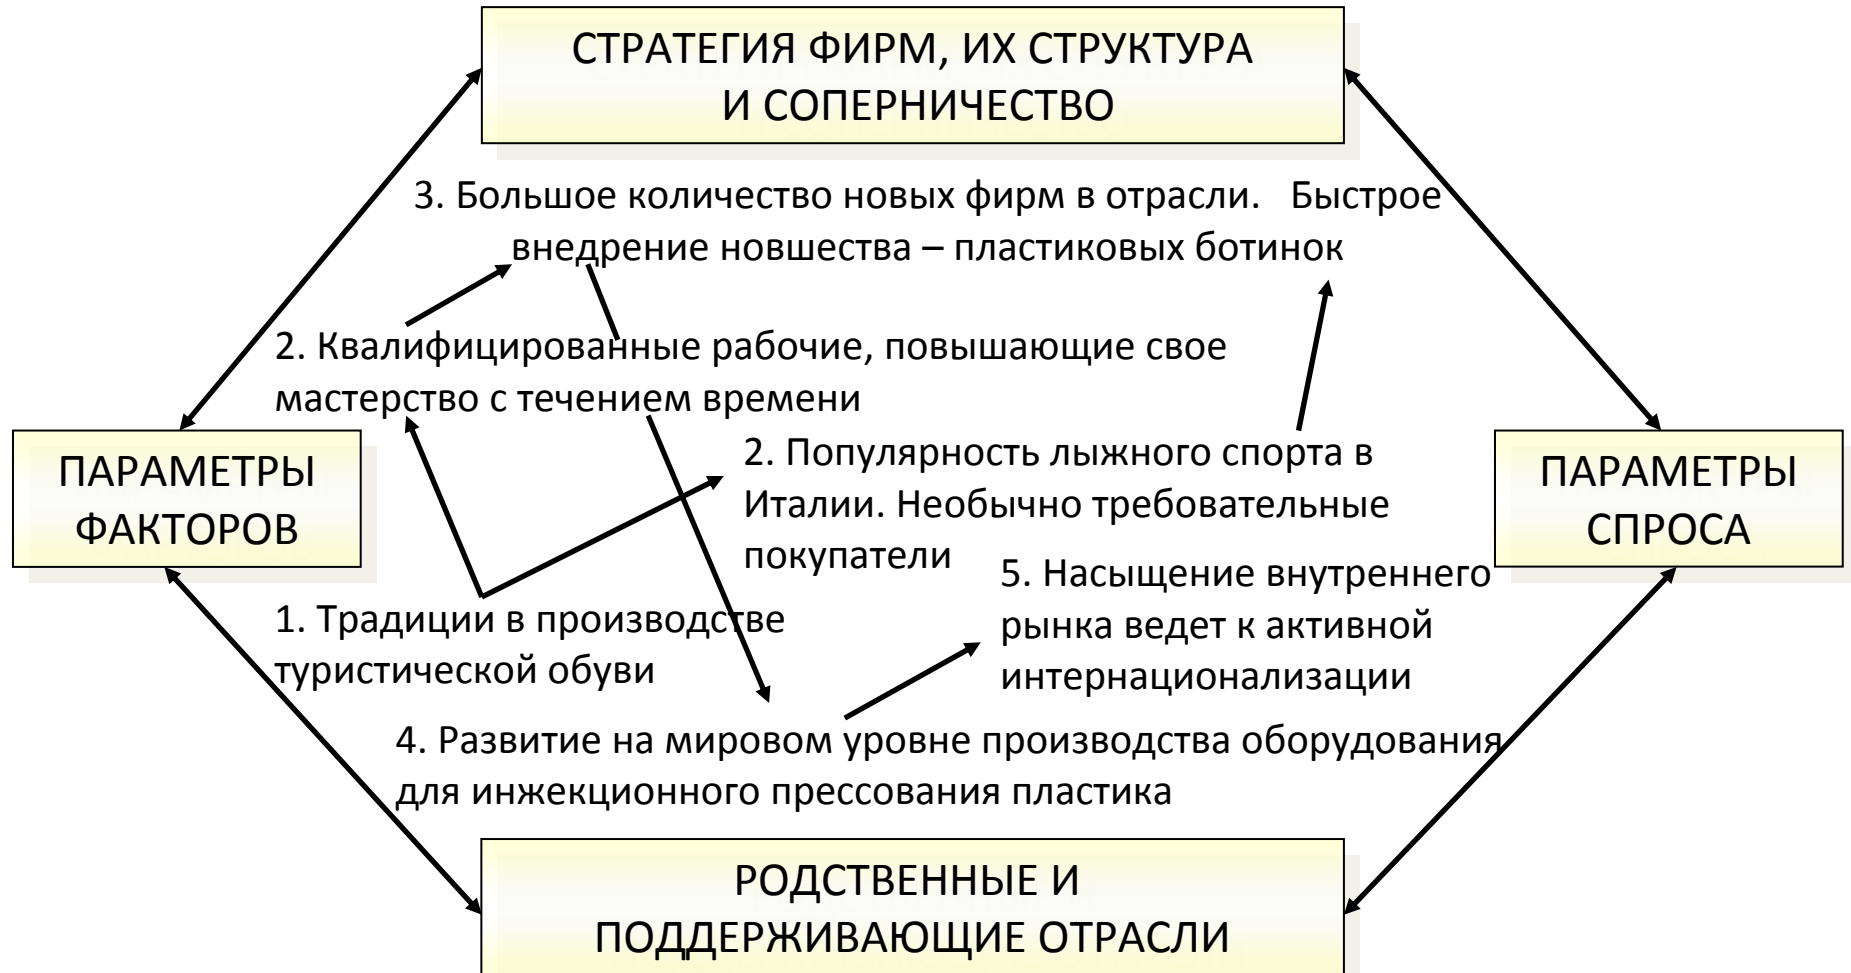 СТРАТЕГИЯ ФИРМ, ИХ СТРУКТУРА
И СОПЕРНИЧЕСТВО
3. Большое количество новых фирм в отрасли. Быстрое
внедрение новшества – пластиковых ботинок
2. Квалифицированные рабочие, повышающие свое
мастерство с течением времени
ПАРАМЕТРЫ
ФАКТОРОВ
2. Популярность лыжного спорта в
Италии. Необычно требовательные
покупатели
ПАРАМЕТРЫ
СПРОСА
1. Традиции в производстве
туристической обуви
5. Насыщение внутреннего
рынка ведет к активной
интернационализации
4. Развитие на мировом уровне производства оборудования
для инжекционного прессования пластика
РОДСТВЕННЫЕ И
ПОДДЕРЖИВАЮЩИЕ ОТРАСЛИ